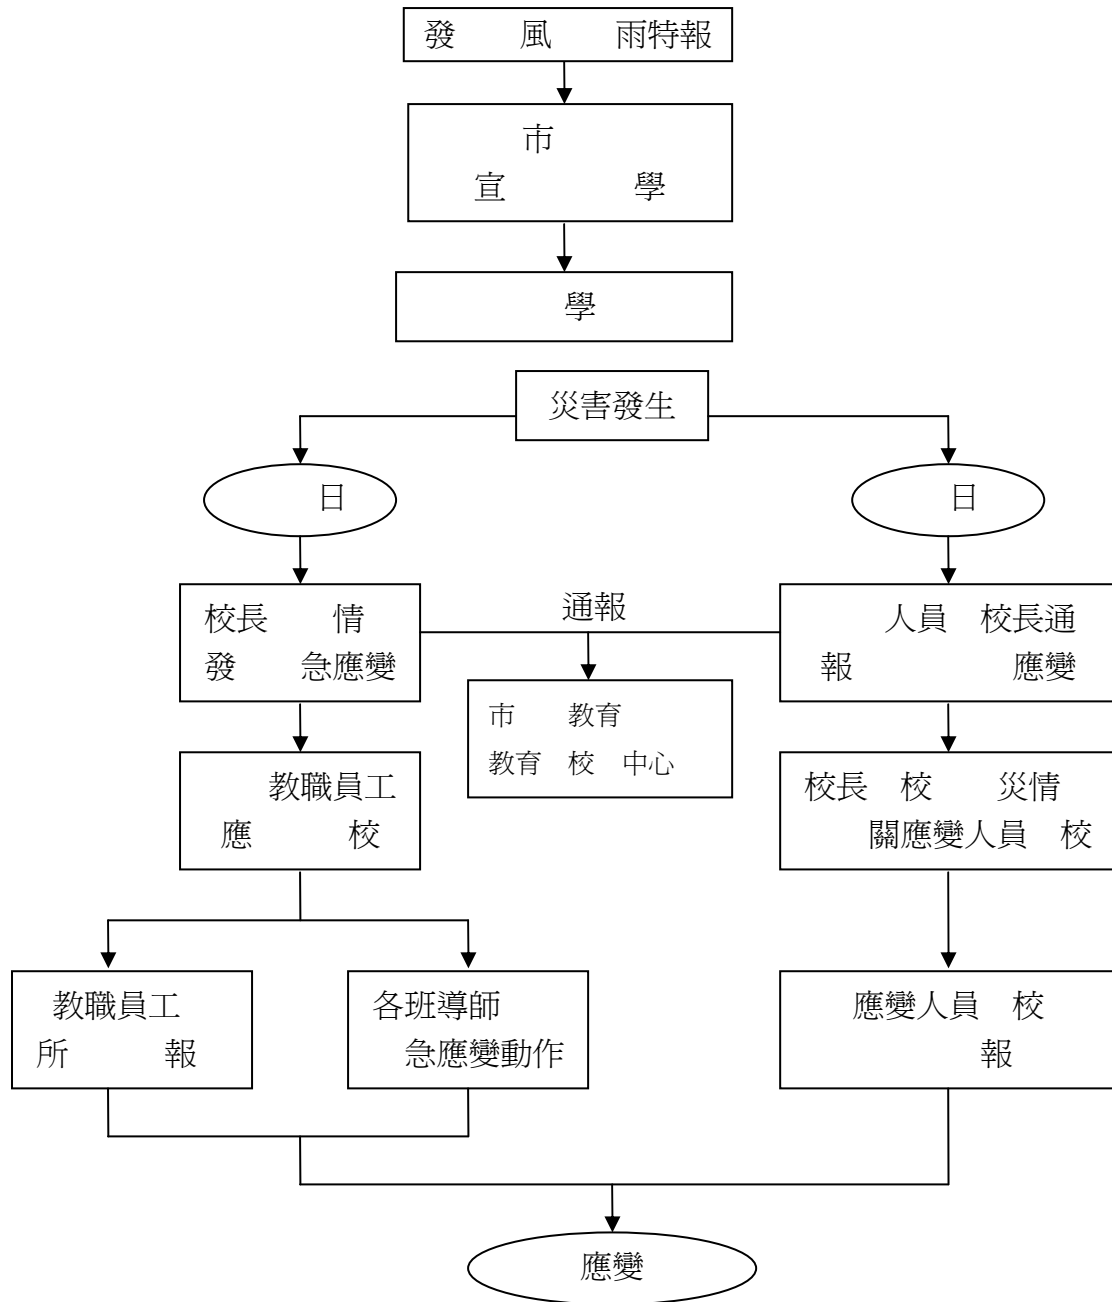 發　　風　　雨特報
市
宣　　　　學
學
災害發生
日
日
校長　　情
發　　急應變
通報
人員　校長通
報　　　　　應變
市　　教育
教育　校　中心
教職員工
應　　　校
校長　校　　災情
關應變人員　校
教職員工
所　　　報
各班導師
急應變動作
應變人員　校
報
應變